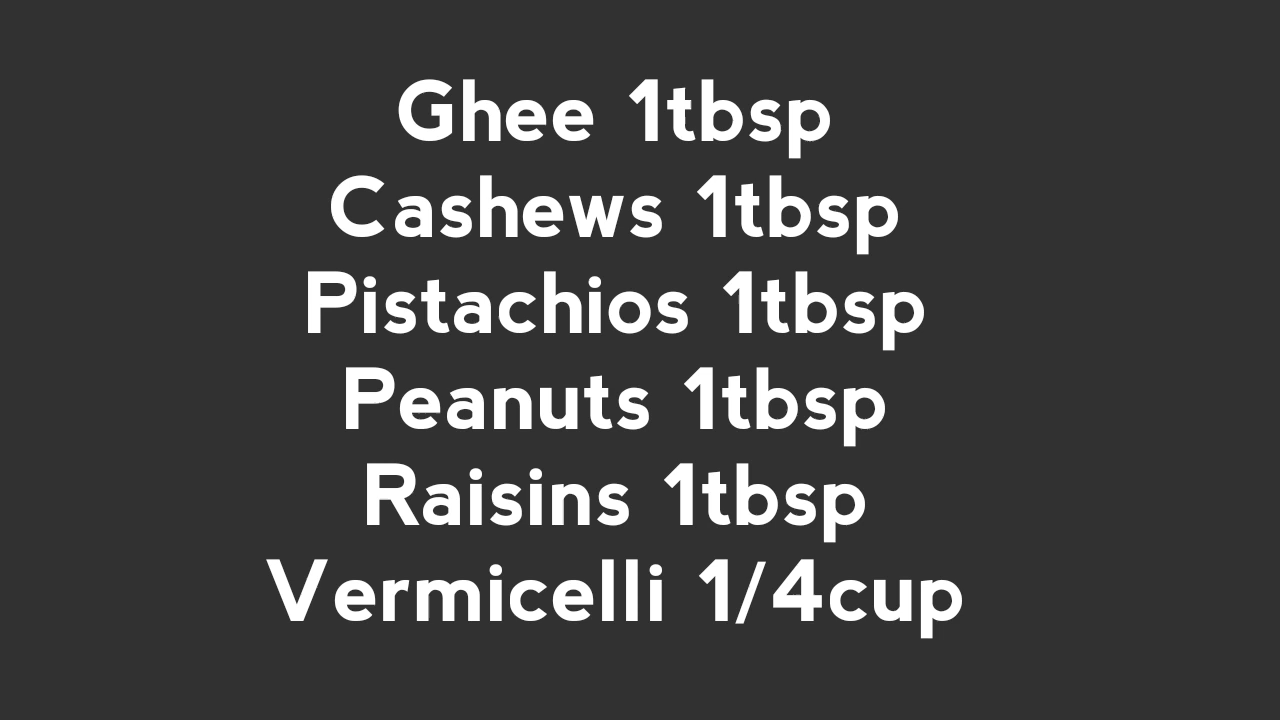 Ghee 1tbsp
Cashews 1tbsp
Pistachios 1tbsp
Peanuts 1tbsp
Raisins 1tbsp
Vermicelli 1/4cup